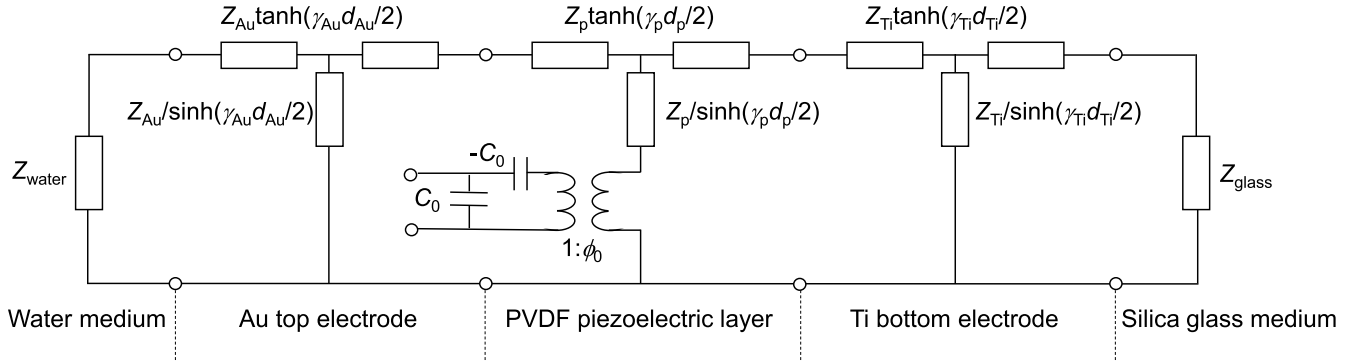 Z_Au tanh(γ_Au d_Au/2)
Z_p tanh(γ_p d_p/2)
Z_Ti tanh(γ_Ti d_Ti/2)
Z_Au/sinh(γ_Au d_Au/2)
Z_p/sinh(γ_p d_p/2)
Z_Ti/sinh(γ_Ti d_Ti/2)
Z_water
-C_0
C_0
Z_glass
1:ϕ_0
Water medium
Au top electrode
PVDF piezoelectric layer
Ti bottom electrode
Silica glass medium